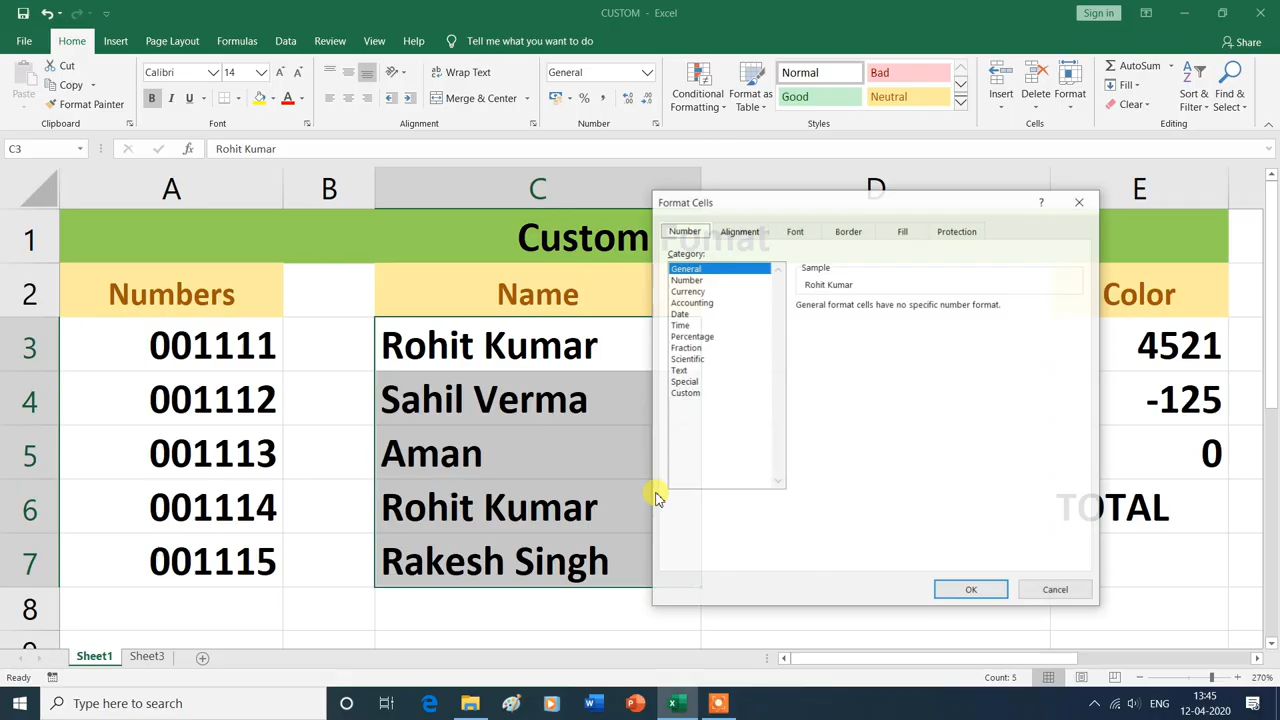 CUSTOM - Excel
Sign in
File Home Insert Page Layout Formulas Data Review View Help Tell me what you want to do Share
Paste
Cut
Copy
Format Painter
Calibri 14
B I U
Wrap Text
Merge & Center
General
Conditional Formatting
Format as Table
Normal Bad
Good Neutral
Insert Delete Format
AutoSum
Fill
Clear
Sort & Filter
Find & Select
Clipboard Font Alignment Number Styles Cells Editing
C3 fx Rohit Kumar
A B C D E
1 Custom Fomat
2 Numbers Name Color
3 001111 Rohit Kumar 4521
4 001112 Sahil Verma -125
5 001113 Aman 0
6 001114 Rohit Kumar TOTAL
7 001115 Rakesh Singh
8
9
Format Cells ?
Number Alignment Font Border Fill Protection
Category:
General
Number
Currency
Accounting
Date
Time
Percentage
Fraction
Scientific
Text
Special
Custom
Sample
Rohit Kumar
General format cells have no specific number format.
OK Cancel
Sheet1 Sheet3
Ready Count: 5 270%
Type here to search
13:45
12-04-2020